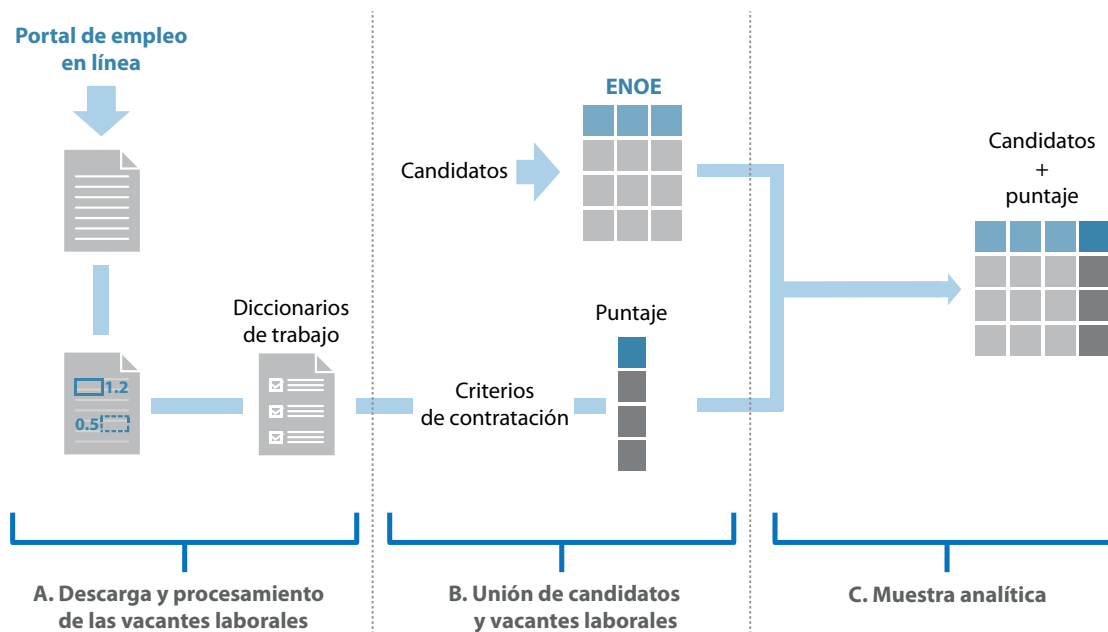 Portal de empleo
en línea
1.2
0.5
Diccionarios
de trabajo
ENOE
Candidatos
Puntaje
Criterios
de contratación
Candidatos
+
puntaje
A. Descarga y procesamiento
de las vacantes laborales
B. Unión de candidatos
y vacantes laborales
C. Muestra analítica